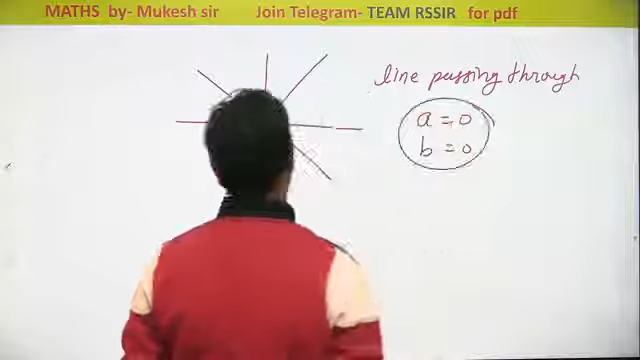 MATHS by- Mukesh sir Join Telegram- TEAM RSSIR for pdf
line passing through
a = 0
b = 0